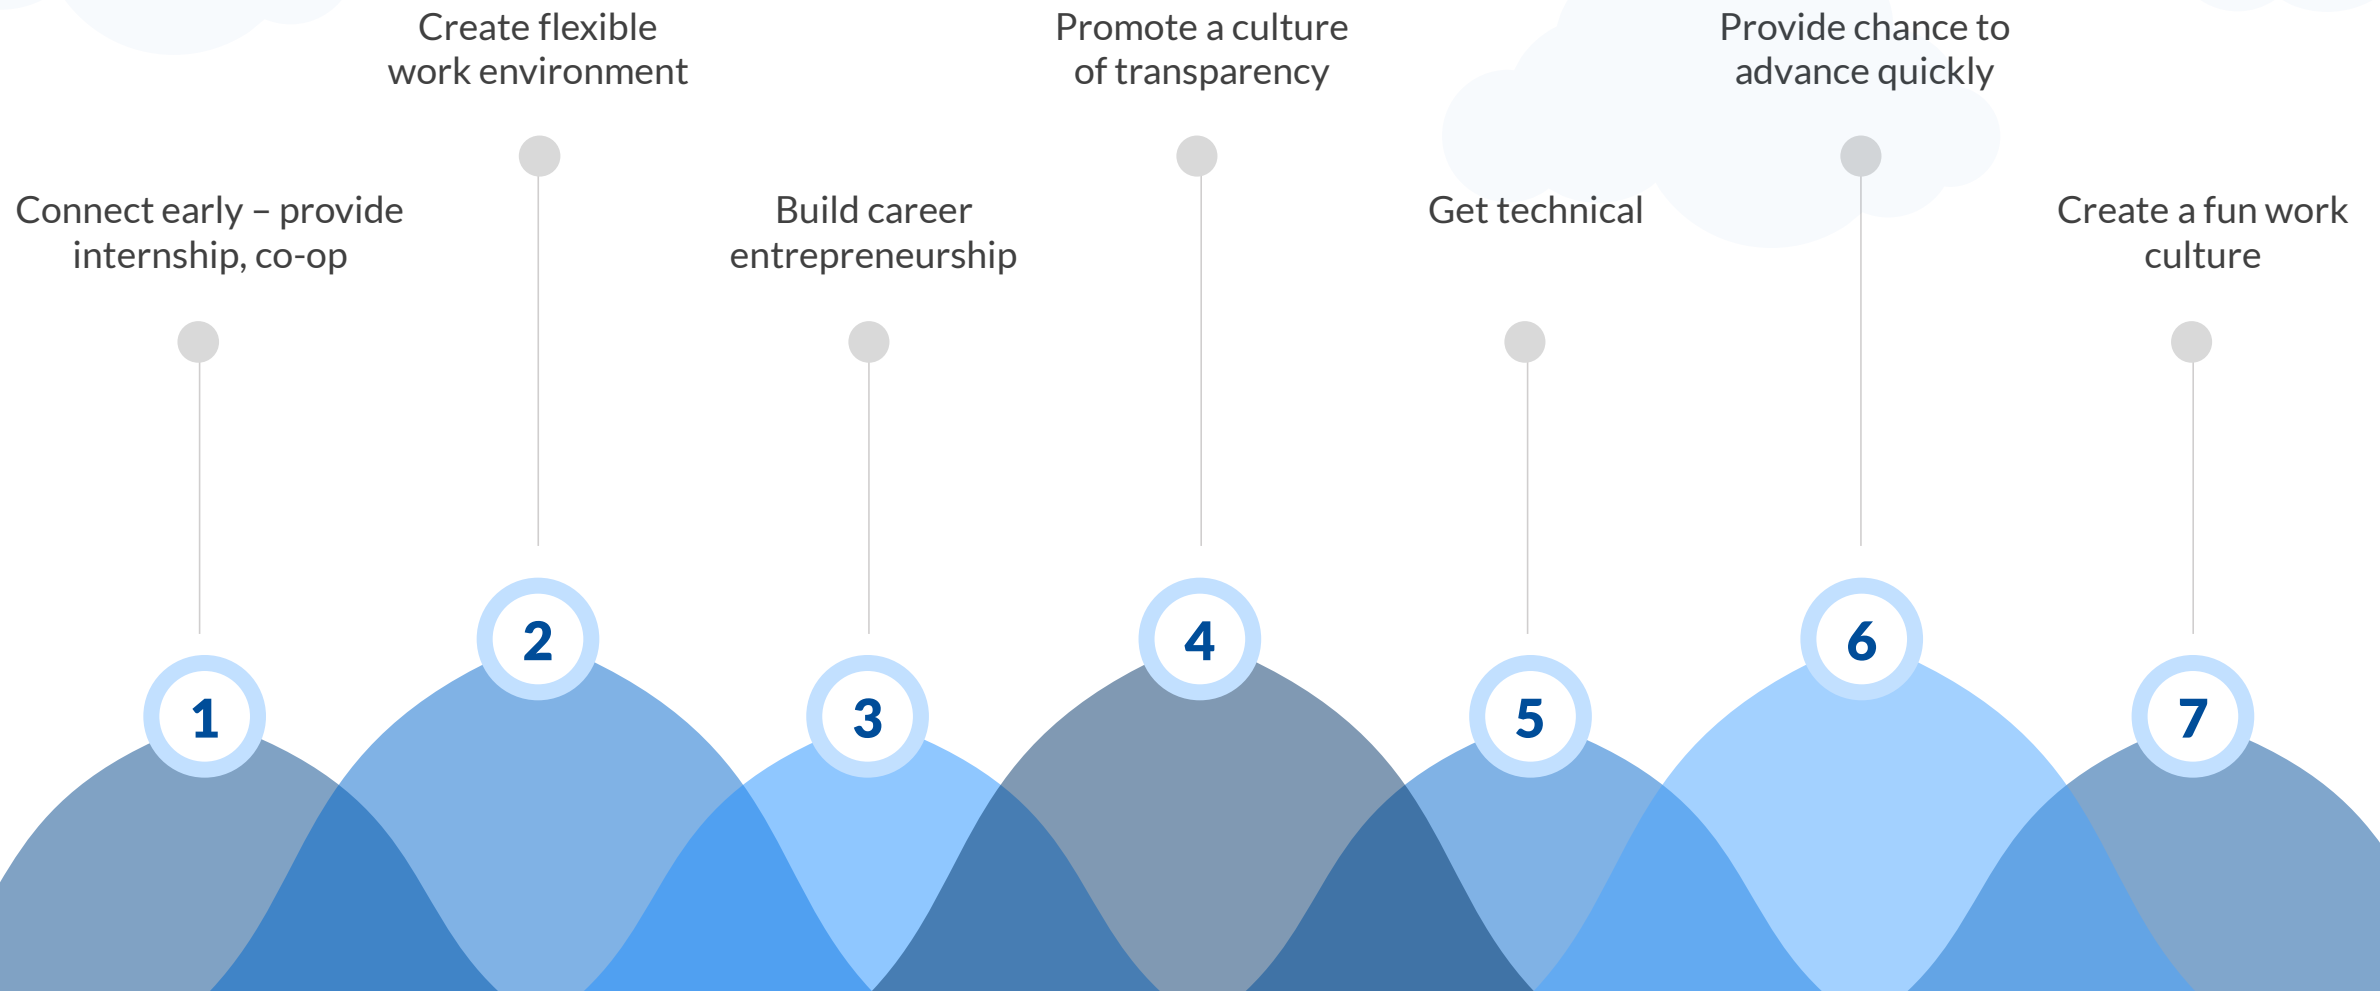 Connect early – provide
internship, co-op
1
Create flexible
work environment
2
Build career
entrepreneurship
3
Promote a culture
of transparency
4
Get technical
5
Provide chance to
advance quickly
6
Create a fun work
culture
7